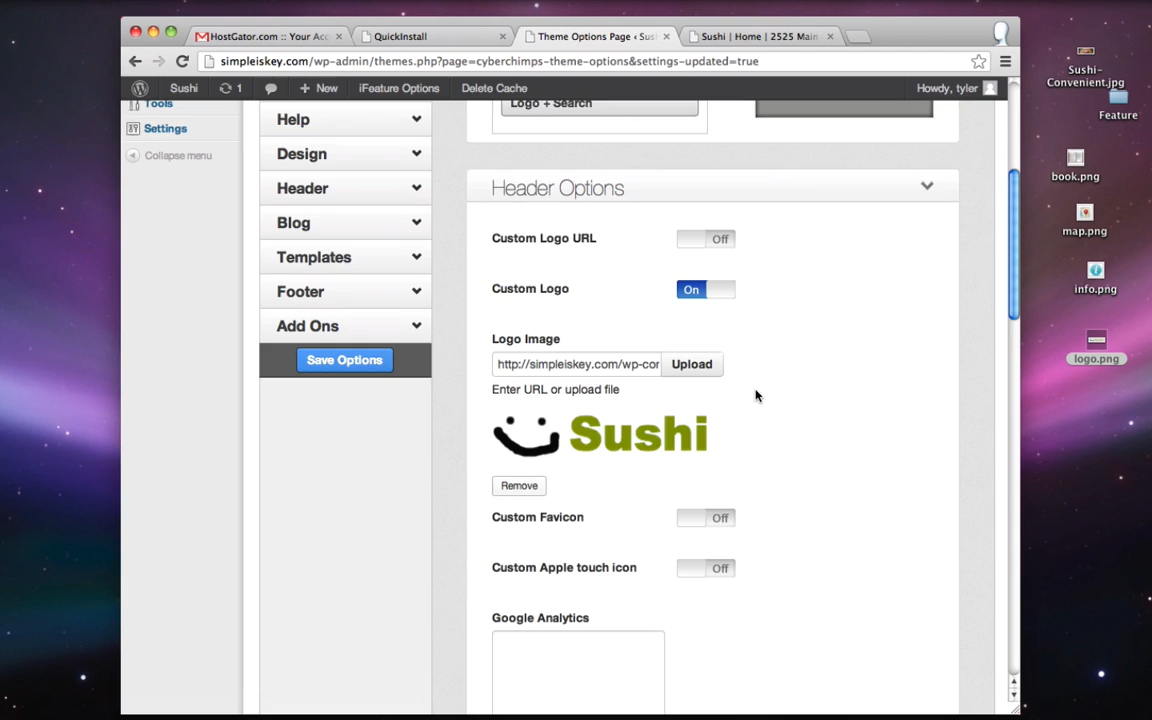 HostGator.com :: Your Acc
QuickInstall
Theme Options Page ‹ Sus
Sushi | Home | 2525 Main
simpleiskey.com/wp-admin/themes.php?page=cyberchimps-theme-options&settings-updated=true
Sushi
1
+ New
iFeature Options
Delete Cache
Howdy, tyler
Tools
Settings
Collapse menu
Help
Design
Header
Blog
Templates
Footer
Add Ons
Save Options
Logo + Search
Header Options
Custom Logo URL
Off
Custom Logo
On
Logo Image
http://simpleiskey.com/wp-cor
Upload
Enter URL or upload file
Sushi
Remove
Custom Favicon
Off
Custom Apple touch icon
Off
Google Analytics
Sushi-
Convenient.jpg
Feature
book.png
map.png
info.png
logo.png